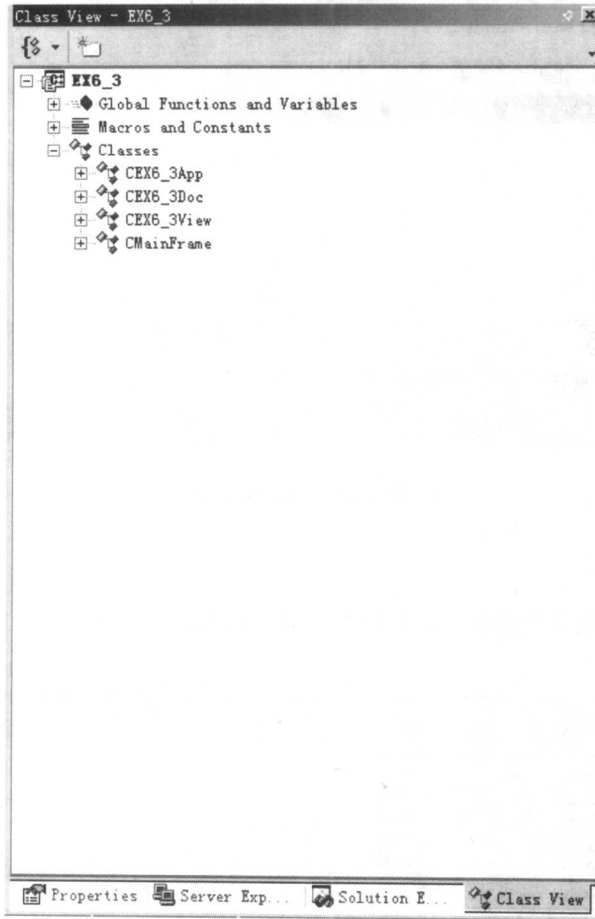 Class View - EX6_3
EX6_3
Global Functions and Variables
Macros and Constants
Classes
CEX6_3App
CEX6_3Doc
CEX6_3View
CMainFrame
Properties Server Exp... Solution E... Class View